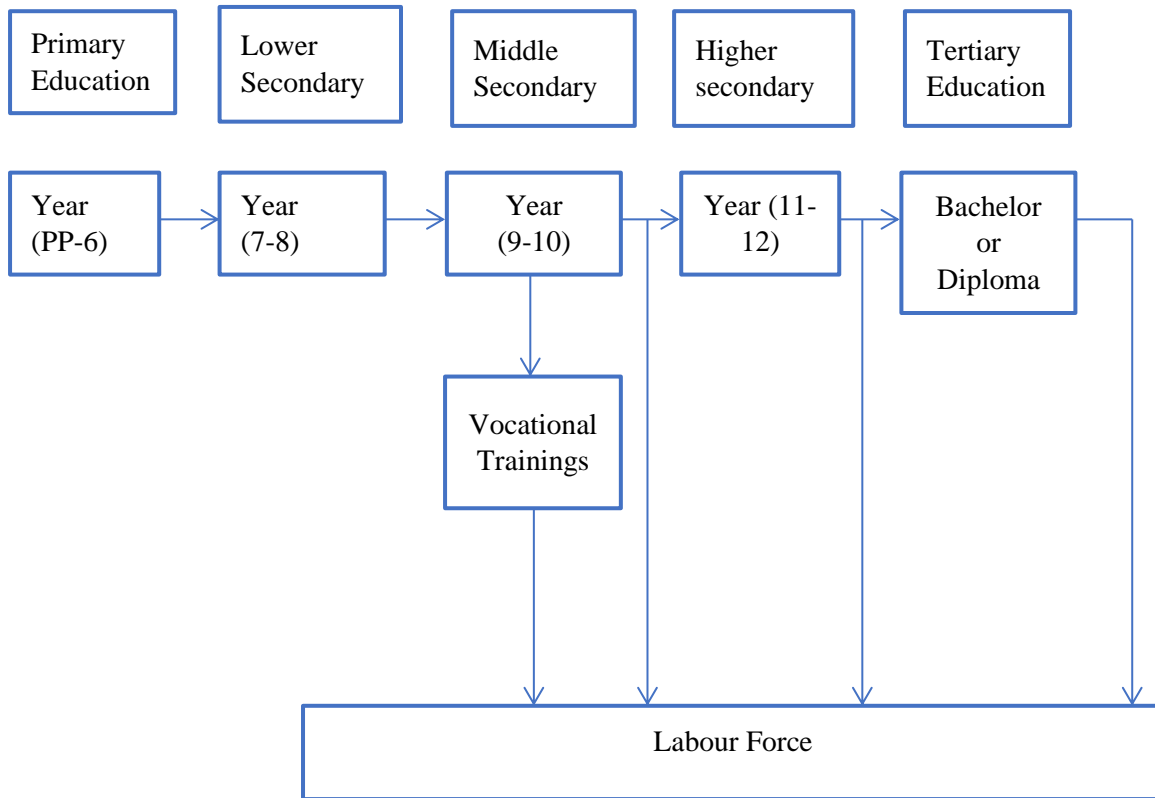 Primary
Education
Lower
Secondary
Middle
Secondary
Higher
secondary
Tertiary
Education
Year
(PP-6)
Year
(7-8)
Year
(9-10)
Year (11-
12)
Bachelor
or
Diploma
Vocational
Trainings
Labour Force